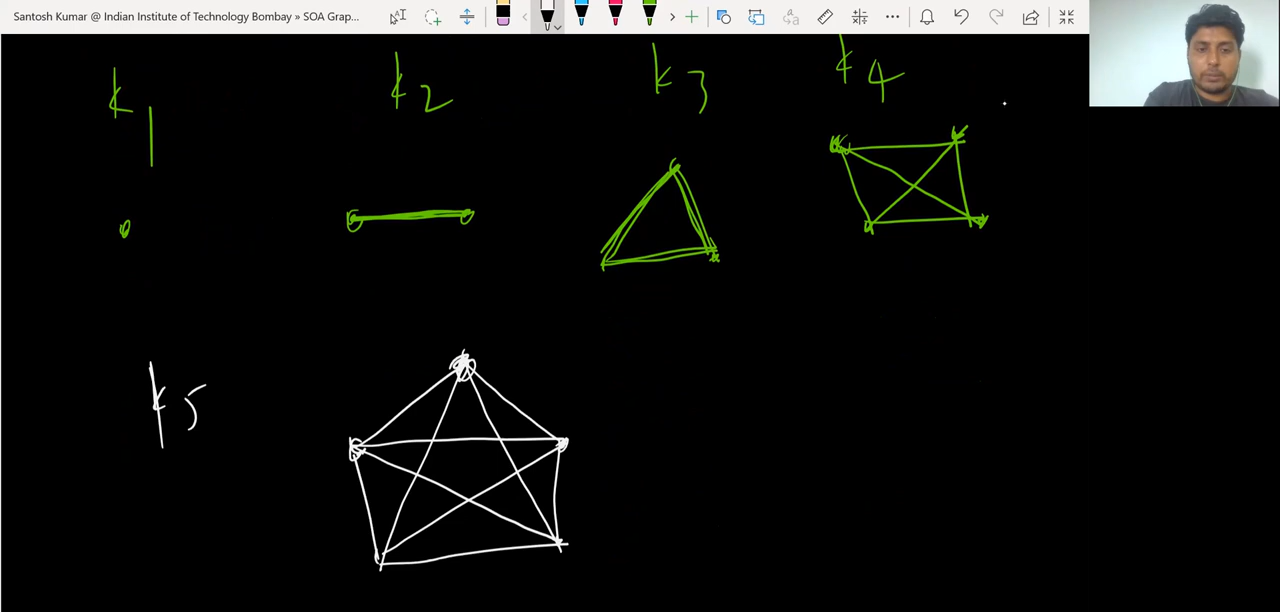 Santosh Kumar @ Indian Institute of Technology Bombay » SOA Grap...
k1 k2 k3 k4
k5